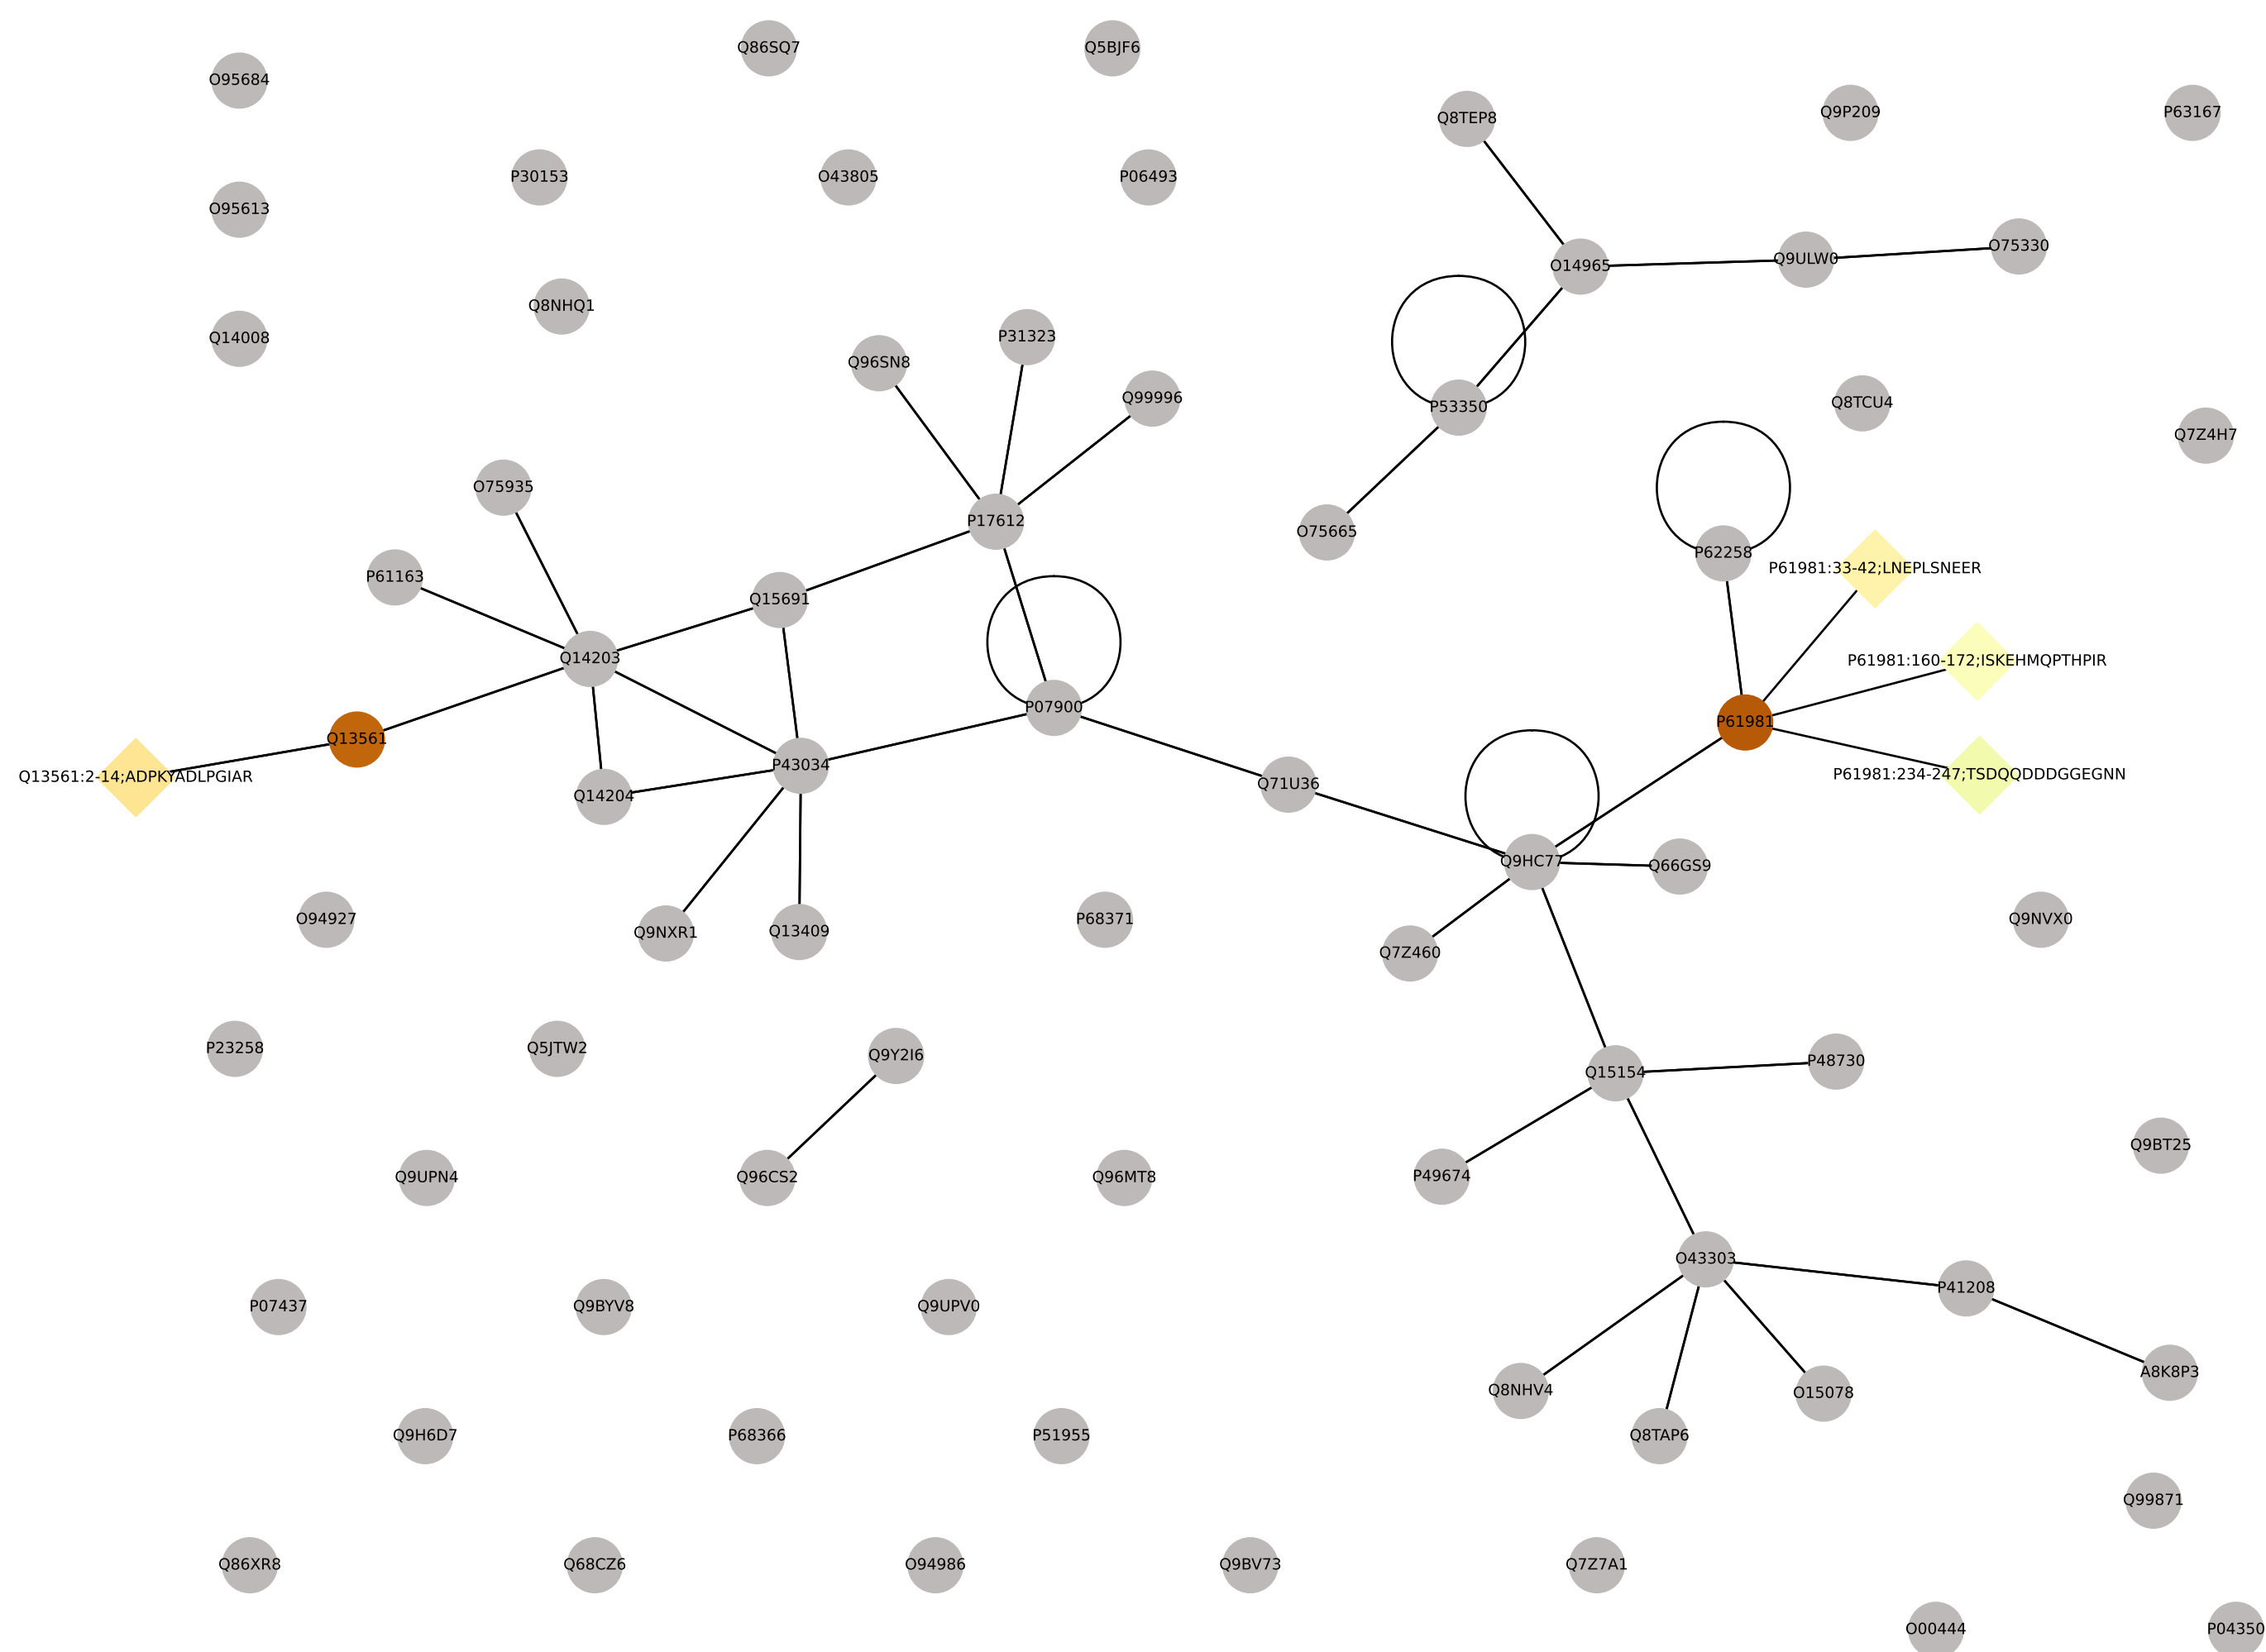 Q86SQ7
Q5BJF6
O95684
Q9P209
P63167
Q8TEP8
P30153
O43805
P06493
O95613
O75330
Q9ULW0
O14965
Q8NHQ1
Q14008
P31323
Q96SN8
Q99996
Q8TCU4
P53350
Q7Z4H7
O75935
P17612
O75665
P62258
P61981:33-42;LNEPLSNEER
P61163
Q15691
Q14203
P61981:160-172;ISKEHMQPTHPIR
P07900
P61981
Q13561
P43034
P61981:234-247;TSDQQDDDGGEGNN
Q13561:2-14;ADPKYADLPGIAR
Q71U36
Q14204
Q9HC77
Q66GS9
O94927
P68371
Q9NVX0
Q9NXR1
Q13409
Q7Z460
P23258
Q5JTW2
Q9Y2I6
P48730
Q15154
Q9BT25
Q9UPN4
Q96CS2
Q96MT8
P49674
O43303
P41208
P07437
Q9BYV8
Q9UPV0
A8K8P3
Q8NHV4
O15078
Q9H6D7
P68366
P51955
Q8TAP6
Q99871
Q86XR8
Q68CZ6
O94986
Q9BV73
Q7Z7A1
O00444
P04350